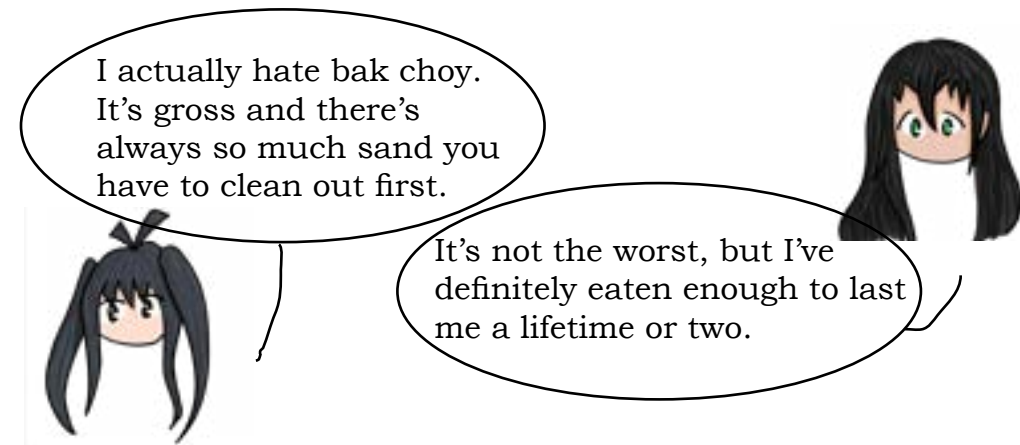 I actually hate bak choy.
It’s gross and there’s
always so much sand you
have to clean out first.
It’s not the worst, but I’ve
definitely eaten enough to last
me a lifetime or two.